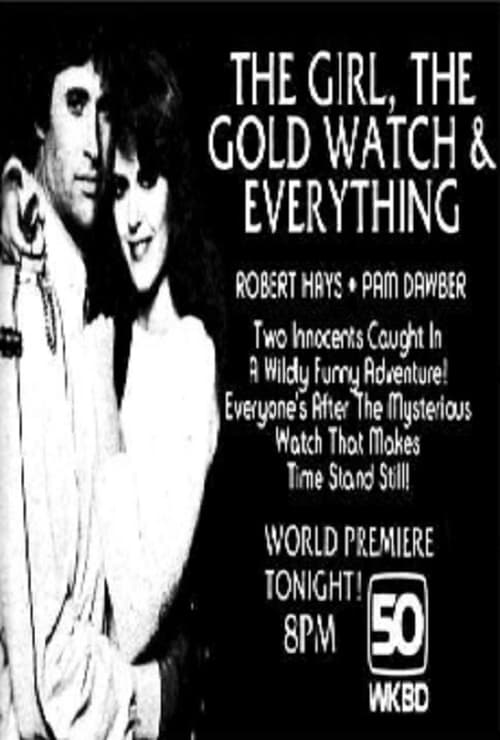 THE GIRL, THE
GOLD WATCH &
EVERYTHING
ROBERT HAYS • PAM DAWBER
Two Innocents Caught In
A Wildly Funny Adventure!
Everyone's After The Mysterious
Watch That Makes
Time Stand Still!
WORLD PREMIERE
TONIGHT!
8PM
50
WKBD